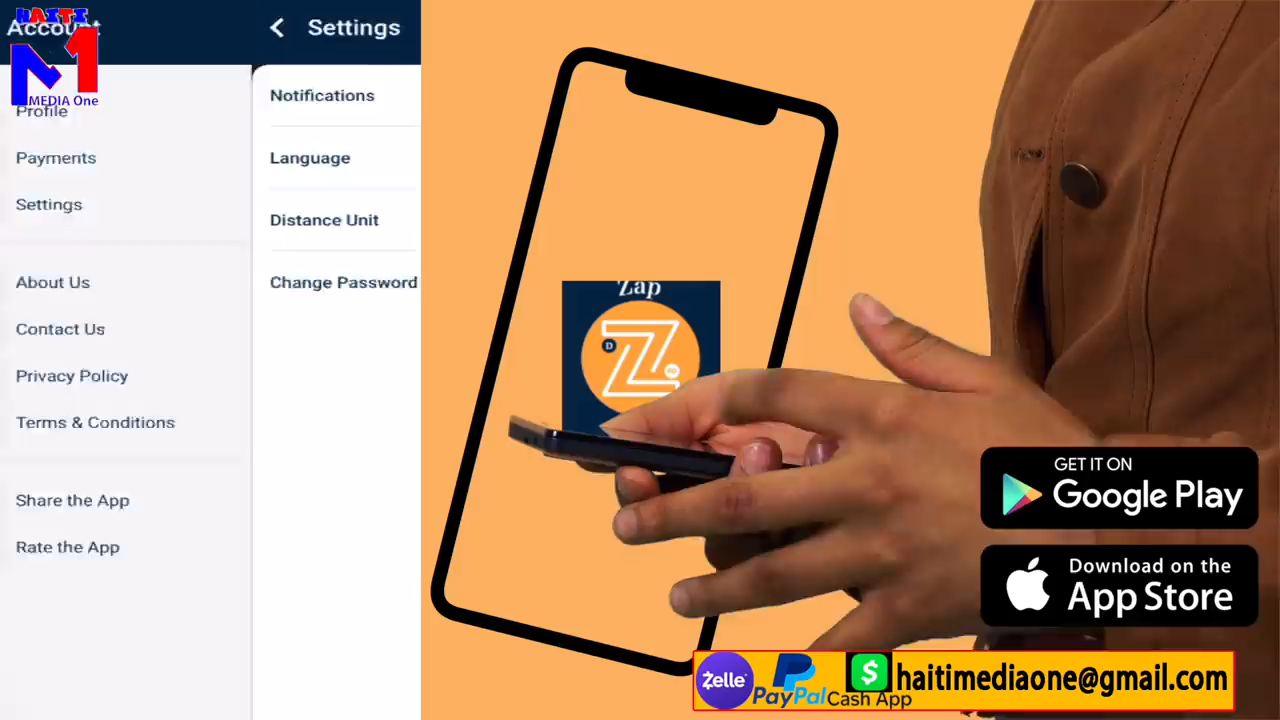 HAITI
Account
M1
MEDIA One
Profile
Payments
Settings
About Us
Contact Us
Privacy Policy
Terms & Conditions
Share the App
Rate the App
Settings
Notifications
Language
Distance Unit
Change Password
Zap
D
Z
GET IT ON
Google Play
Download on the
App Store
Zelle
PayPal
$
Cash App
haitimediaone@gmail.com